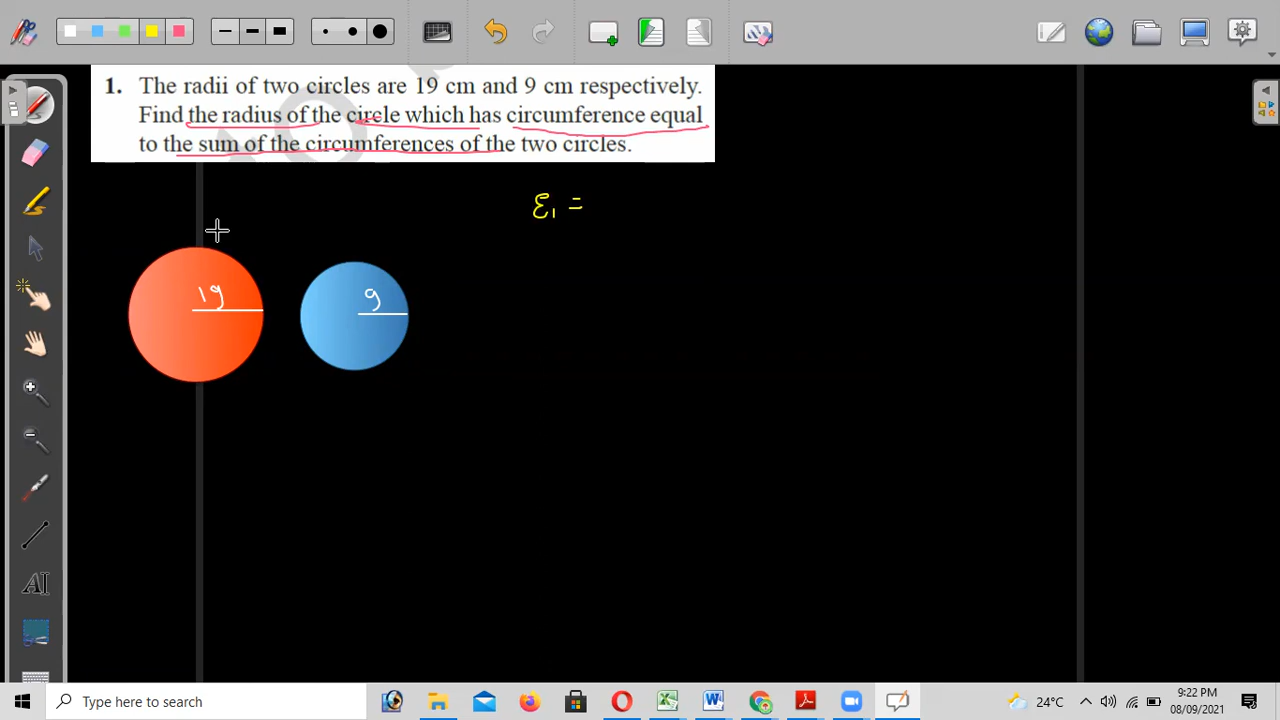 1. The radii of two circles are 19 cm and 9 cm respectively.
Find the radius of the circle which has circumference equal
to the sum of the circumferences of the two circles.
19
9
Type here to search
24°C
9:22 PM
08/09/2021